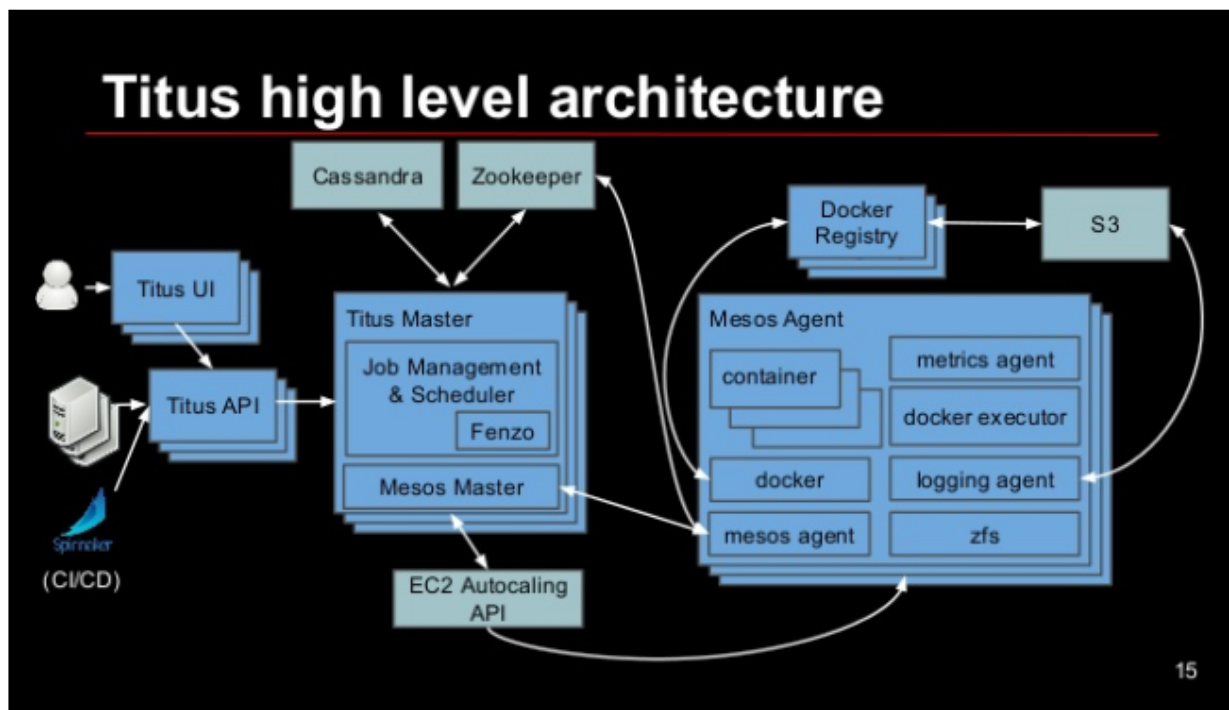 Titus high level architecture
Cassandra
Zookeeper
Docker
Registry
S3
Titus UI
Titus Master
Job Management
& Scheduler
Fenzo
Mesos Master
Titus API
Spinnaker
(CI/CD)
EC2 Autocaling
API
Mesos Agent
container
metrics agent
docker executor
docker
logging agent
mesos agent
zfs
15